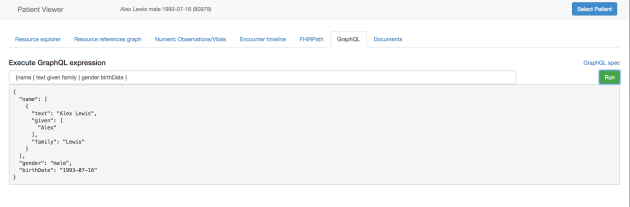 Patient Viewer
Alex Lewis male 1993-07-16 (80979)
Select Patient
Resource explorer
Resource references graph
Numeric Observations/Vitals
Encounter timeline
FHIRPath
GraphQL
Documents
Execute GraphQL expression
GraphQL spec
{name { text given family } gender birthDate }
Run
{
"name": [
{
"text": "Alex Lewis",
"given": [
"Alex"
],
"family": "Lewis"
}
],
"gender": "male",
"birthDate": "1993-07-16"
}